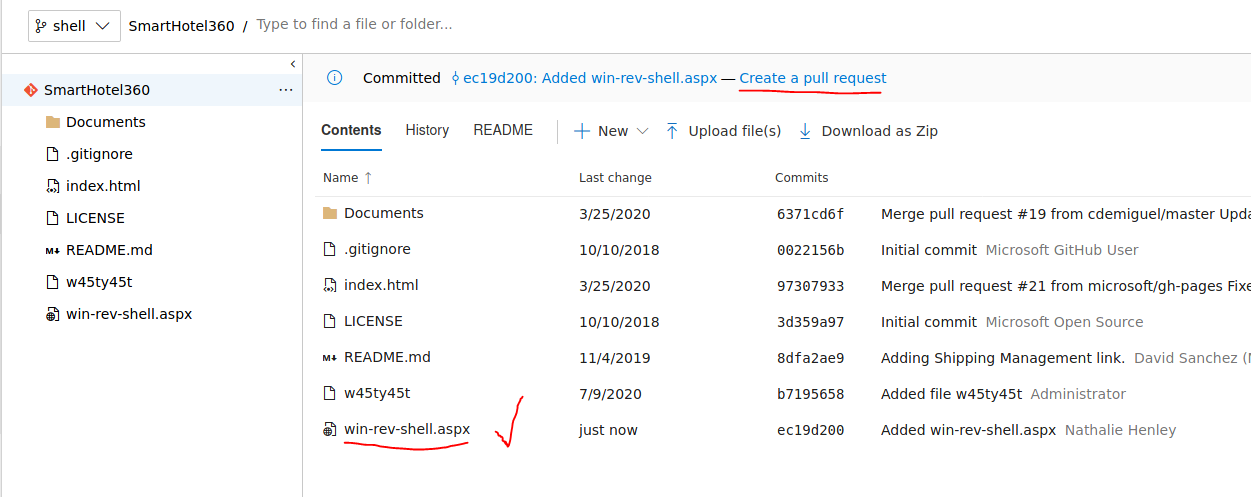 shell SmartHotel360 / Type to find a file or folder...
SmartHotel360 ...
Documents
.gitignore
index.html
LICENSE
README.md
w45ty45t
win-rev-shell.aspx
Committed ec19d200: Added win-rev-shell.aspx — Create a pull request
Contents History README New Upload file(s) Download as Zip
Name Last change Commits
Documents 3/25/2020 6371cd6f Merge pull request #19 from cdemiguel/master Upda
.gitignore 10/10/2018 0022156b Initial commit Microsoft GitHub User
index.html 3/25/2020 97307933 Merge pull request #21 from microsoft/gh-pages Fixe
LICENSE 10/10/2018 3d359a97 Initial commit Microsoft Open Source
README.md 11/4/2019 8dfa2ae9 Adding Shipping Management link. David Sanchez (M
w45ty45t 7/9/2020 b7195658 Added file w45ty45t Administrator
win-rev-shell.aspx just now ec19d200 Added win-rev-shell.aspx Nathalie Henley